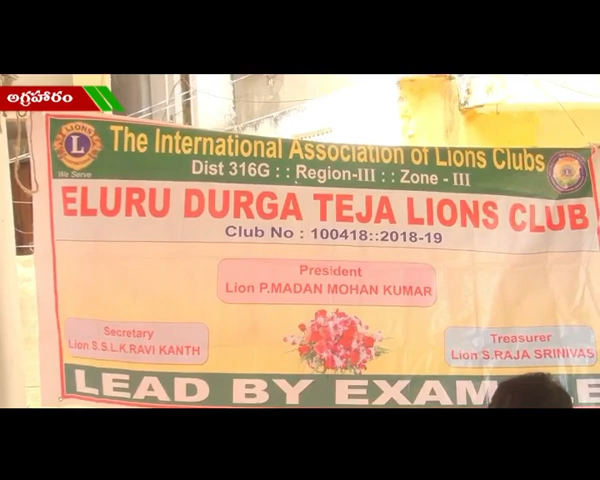 అగ్రహారం
LIONS
L
We Serve
The International Association of Lions Clubs
Dist 316G : : Region-III : : Zone - III
ELURU DURGA TEJA LIONS CLUB
Club No : 100418::2018-19
President
Lion P.MADAN MOHAN KUMAR
Secretary
Lion S.S.L.K.RAVI KANTH
Treasurer
Lion S.RAJA SRINIVAS
LEAD BY EXAM LE